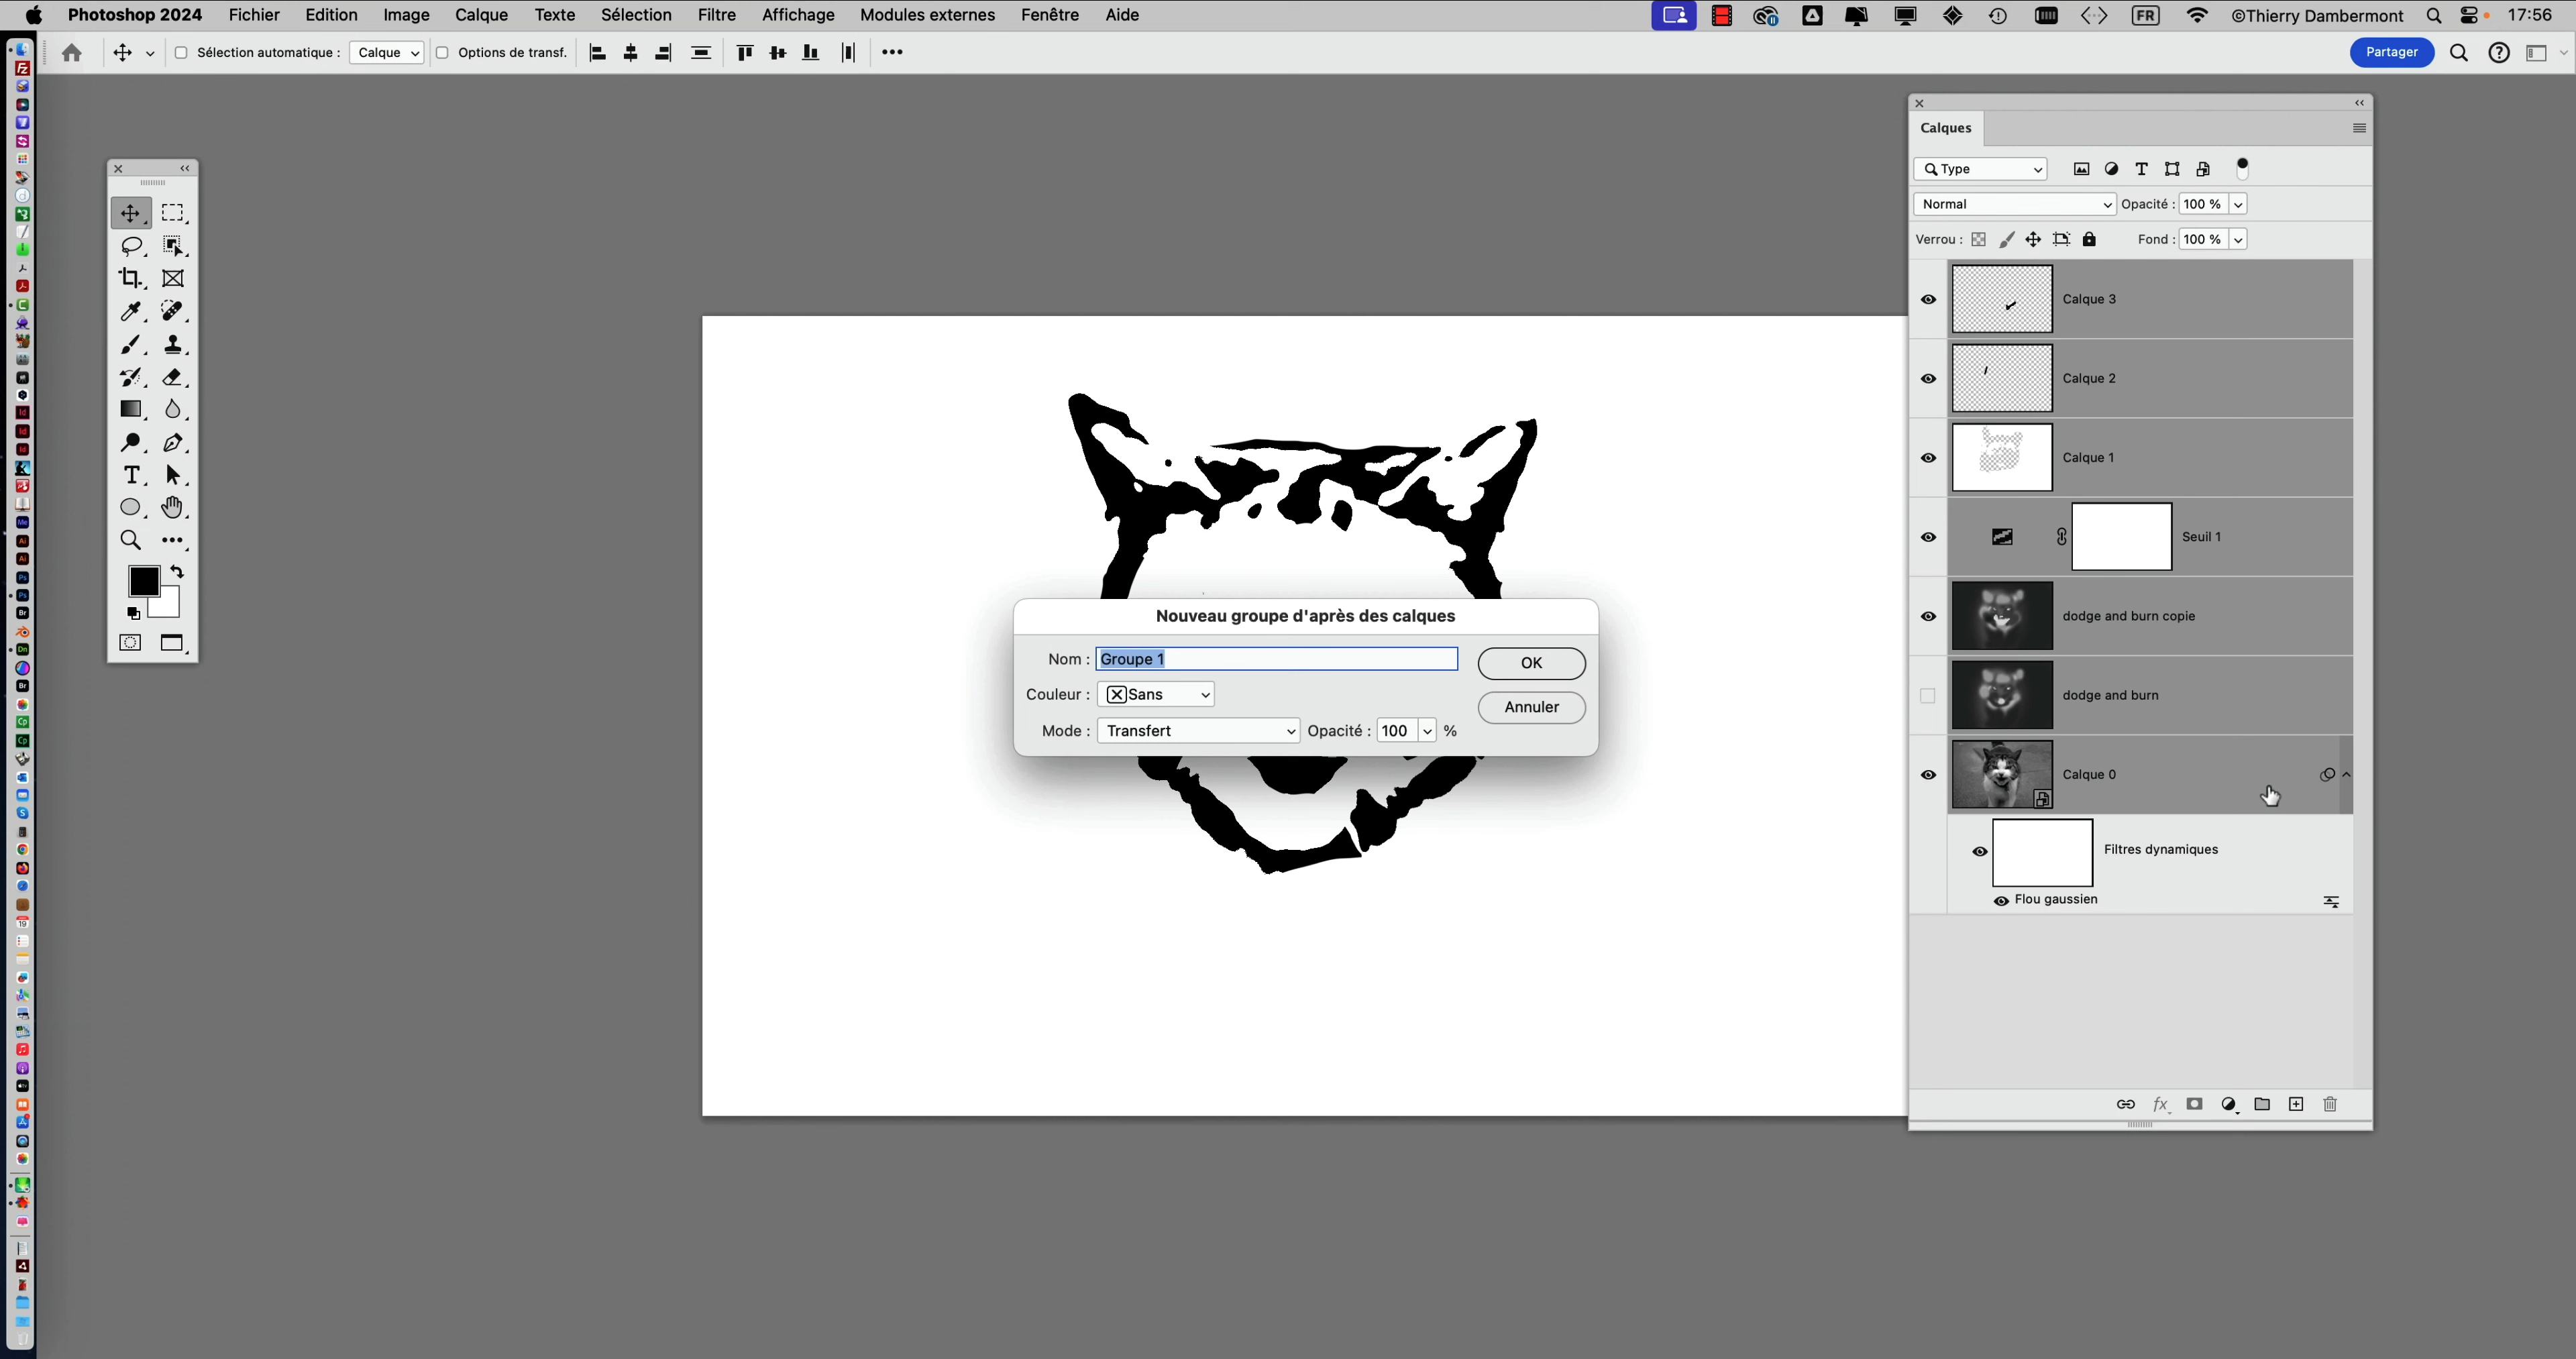 Photoshop 2024 Fichier Edition Image Calque Texte Sélection Filtre Affichage Modules externes Fenêtre Aide FR ©Thierry Dambermont 17:56
Sélection automatique : Calque Options de transf. Partager
Calques
Type
Normal Opacité : 100 %
Verrou : Fond : 100 %
Calque 3
Calque 2
Calque 1
Seuil 1
dodge and burn copie
dodge and burn
Calque 0
Filtres dynamiques
Flou gaussien
Nouveau groupe d'après des calques
Nom : Groupe 1 OK
Couleur : Sans Annuler
Mode : Transfert Opacité : 100 %